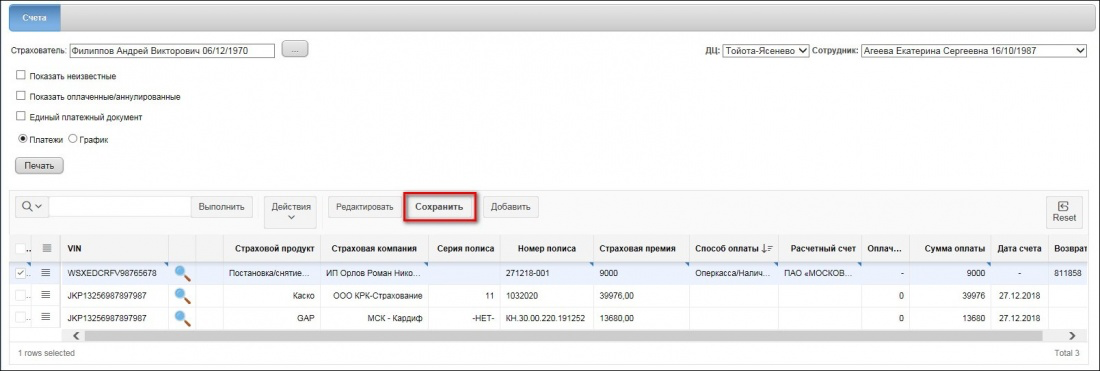 Счета
Страхователь: Филиппов Андрей Викторович 06/12/1970 ... ДЦ: Тойота-Ясенево Сотрудник: Агеева Екатерина Сергеевна 16/10/1987
Показать неизвестные
Показать оплаченные/аннулированные
Единый платежный документ
Платежи График
Печать
Выполнить Действия Редактировать Сохранить Добавить Reset
VIN Страховой продукт Страховая компания Серия полиса Номер полиса Страховая премия Способ оплаты Расчетный счет Оплач... Сумма оплаты Дата счета Возврат
WSXEDCRFV98765678 Постановка/снятие... ИП Орлов Роман Нико... 271218-001 9000 Оперкасса/Налич... ПАО «МОСКОВ... - 9000 - 811858
JKP13256987897987 Каско ООО КРК-Страхование 11 1032020 39976,00 0 39976 27.12.2018
JKP13256987897987 GAP МСК - Кардиф -НЕТ- КН.30.00.220.191252 13680,00 0 13680 27.12.2018
1 rows selected Total 3